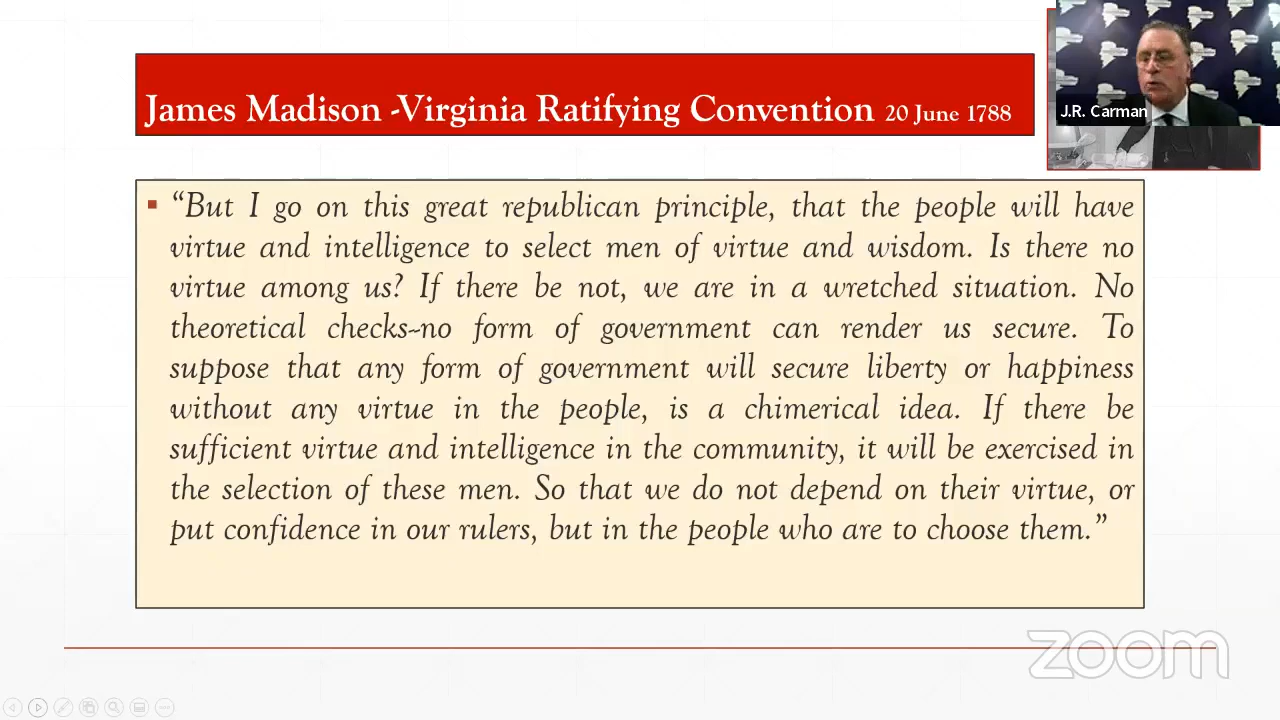 James Madison -Virginia Ratifying Convention 20 June 1788
J.R. Carman
“But I go on this great republican principle, that the people will have
virtue and intelligence to select men of virtue and wisdom. Is there no
virtue among us? If there be not, we are in a wretched situation. No
theoretical checks~no form of government can render us secure. To
suppose that any form of government will secure liberty or happiness
without any virtue in the people, is a chimerical idea. If there be
sufficient virtue and intelligence in the community, it will be exercised in
the selection of these men. So that we do not depend on their virtue, or
put confidence in our rulers, but in the people who are to choose them.”
zoom